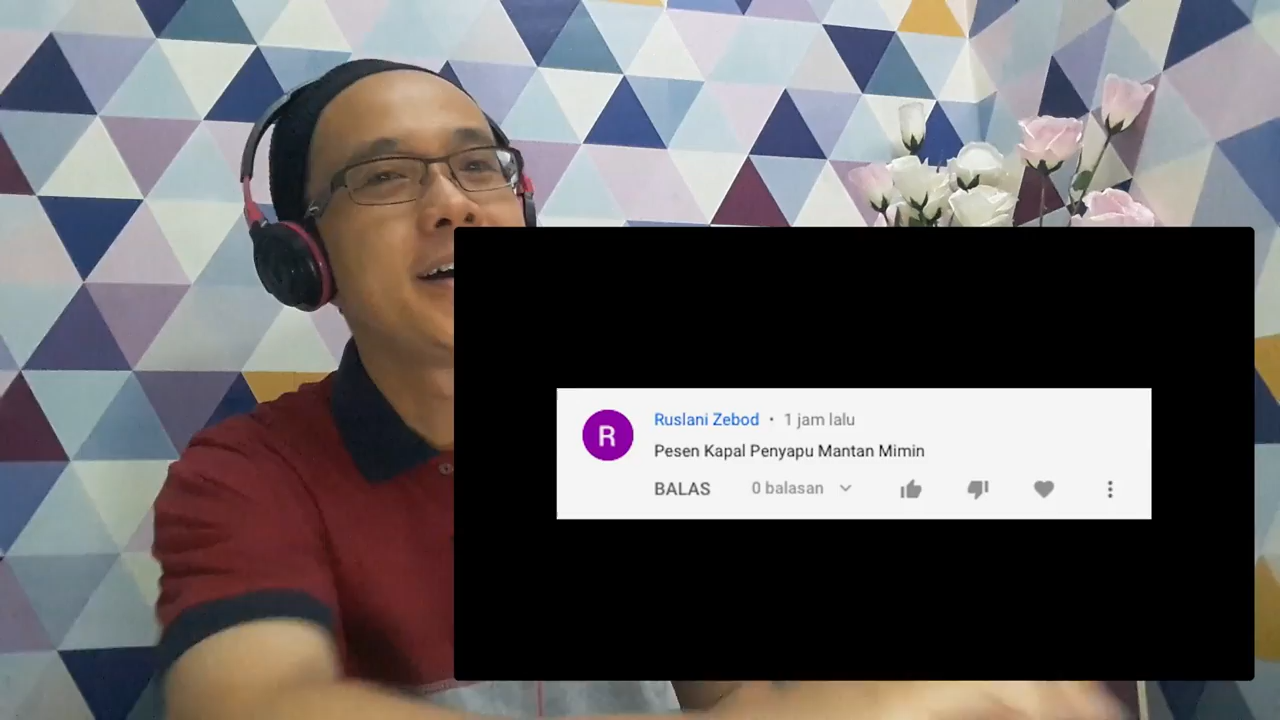 R
Ruslani Zebod • 1 jam lalu
Pesen Kapal Penyapu Mantan Mimin
BALAS 0 balasan